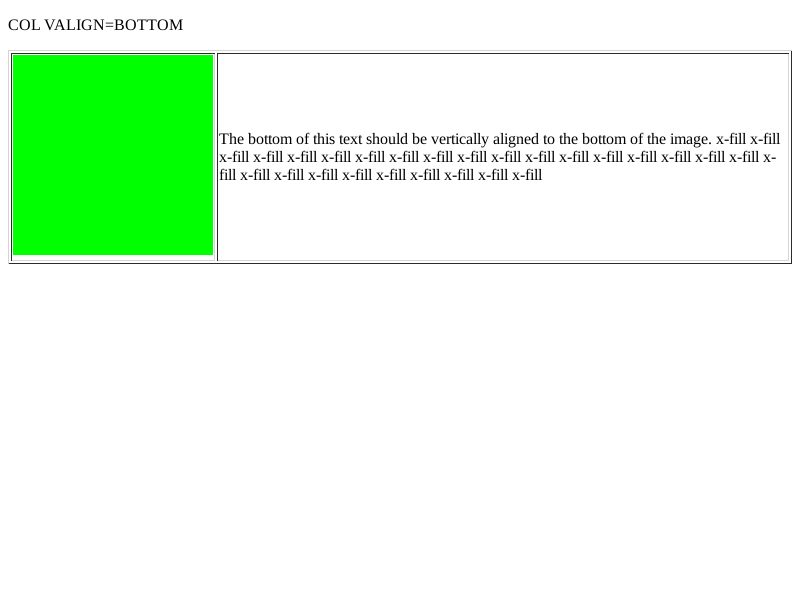 COL VALIGN=BOTTOM
The bottom of this text should be vertically aligned to the bottom of the image. x-fill x-fill
x-fill x-fill x-fill x-fill x-fill x-fill x-fill x-fill x-fill x-fill x-fill x-fill x-fill x-fill x-fill x-fill x-
fill x-fill x-fill x-fill x-fill x-fill x-fill x-fill x-fill x-fill